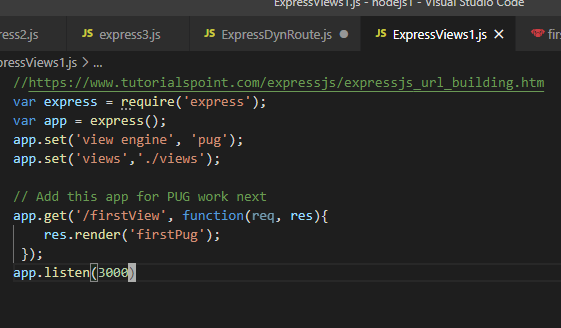 ExpressViews1.js - nodejs1 - Visual Studio Code
ress2.js
JS express3.js
ExpressDynRoute.js
JS ExpressViews1.js
firs
pressViews1.js > ...
//https://www.tutorialspoint.com/expressjs/expressjs_url_building.htm
var express = require('express');
var app = express();
app.set('view engine', 'pug');
app.set('views','./views');
// Add this app for PUG work next
app.get('/firstView', function(req, res){
res.render('firstPug');
});
app.listen(3000)